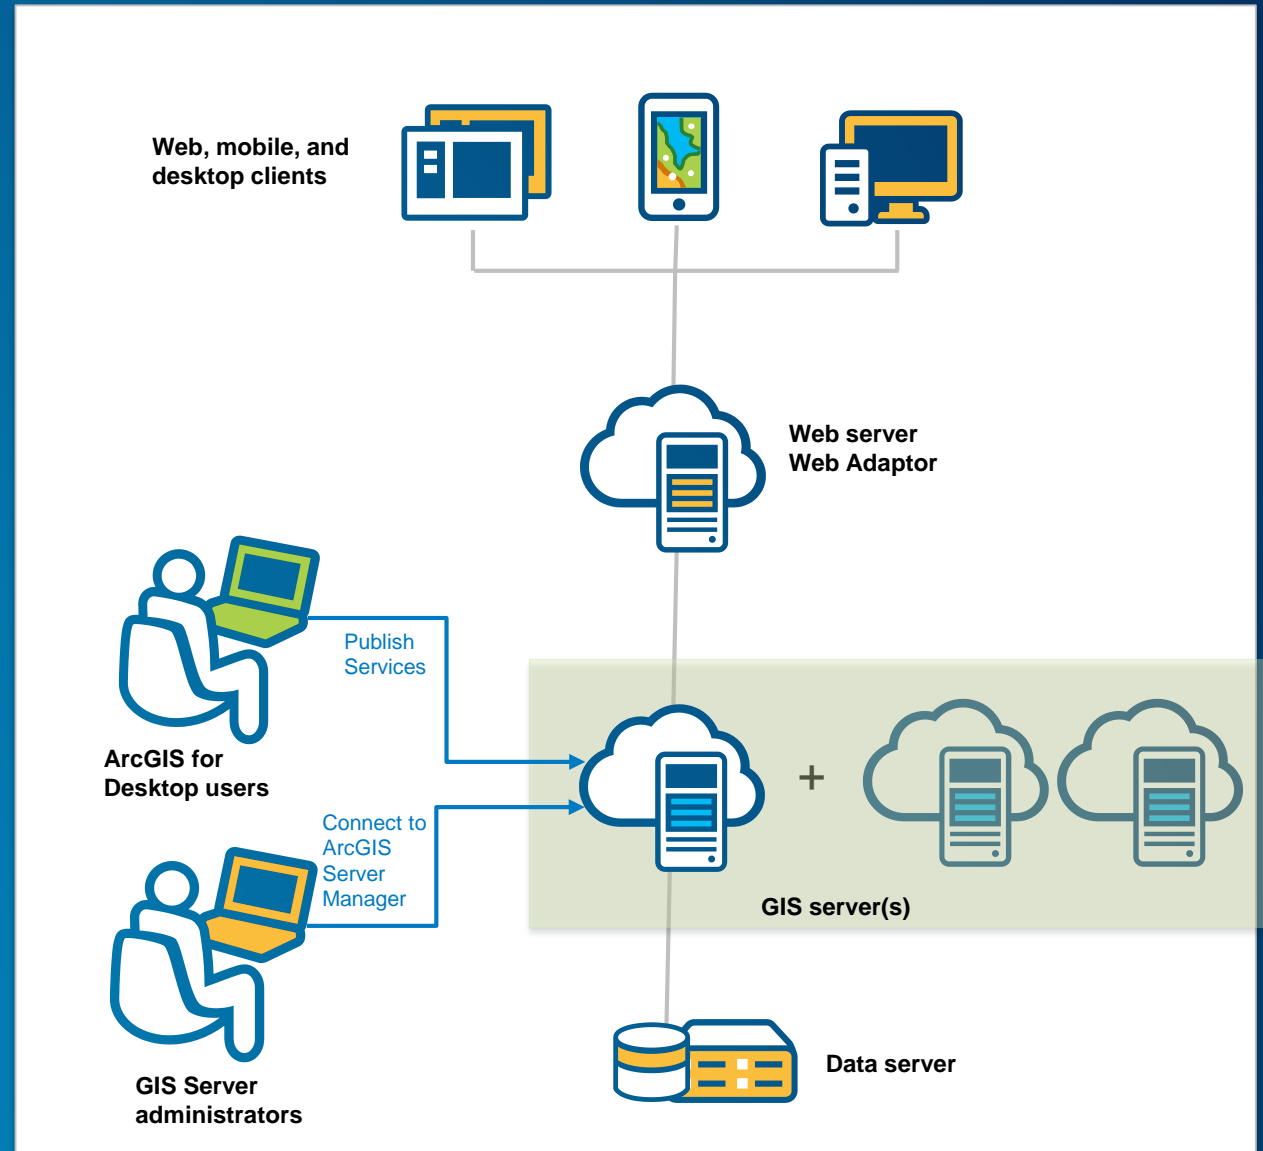 Web, mobile, and
desktop clients
Web server
Web Adaptor
Publish
Services
ArcGIS for
Desktop users
+
Connect to
ArcGIS
Server
Manager
GIS server(s)
Data server
GIS Server
administrators